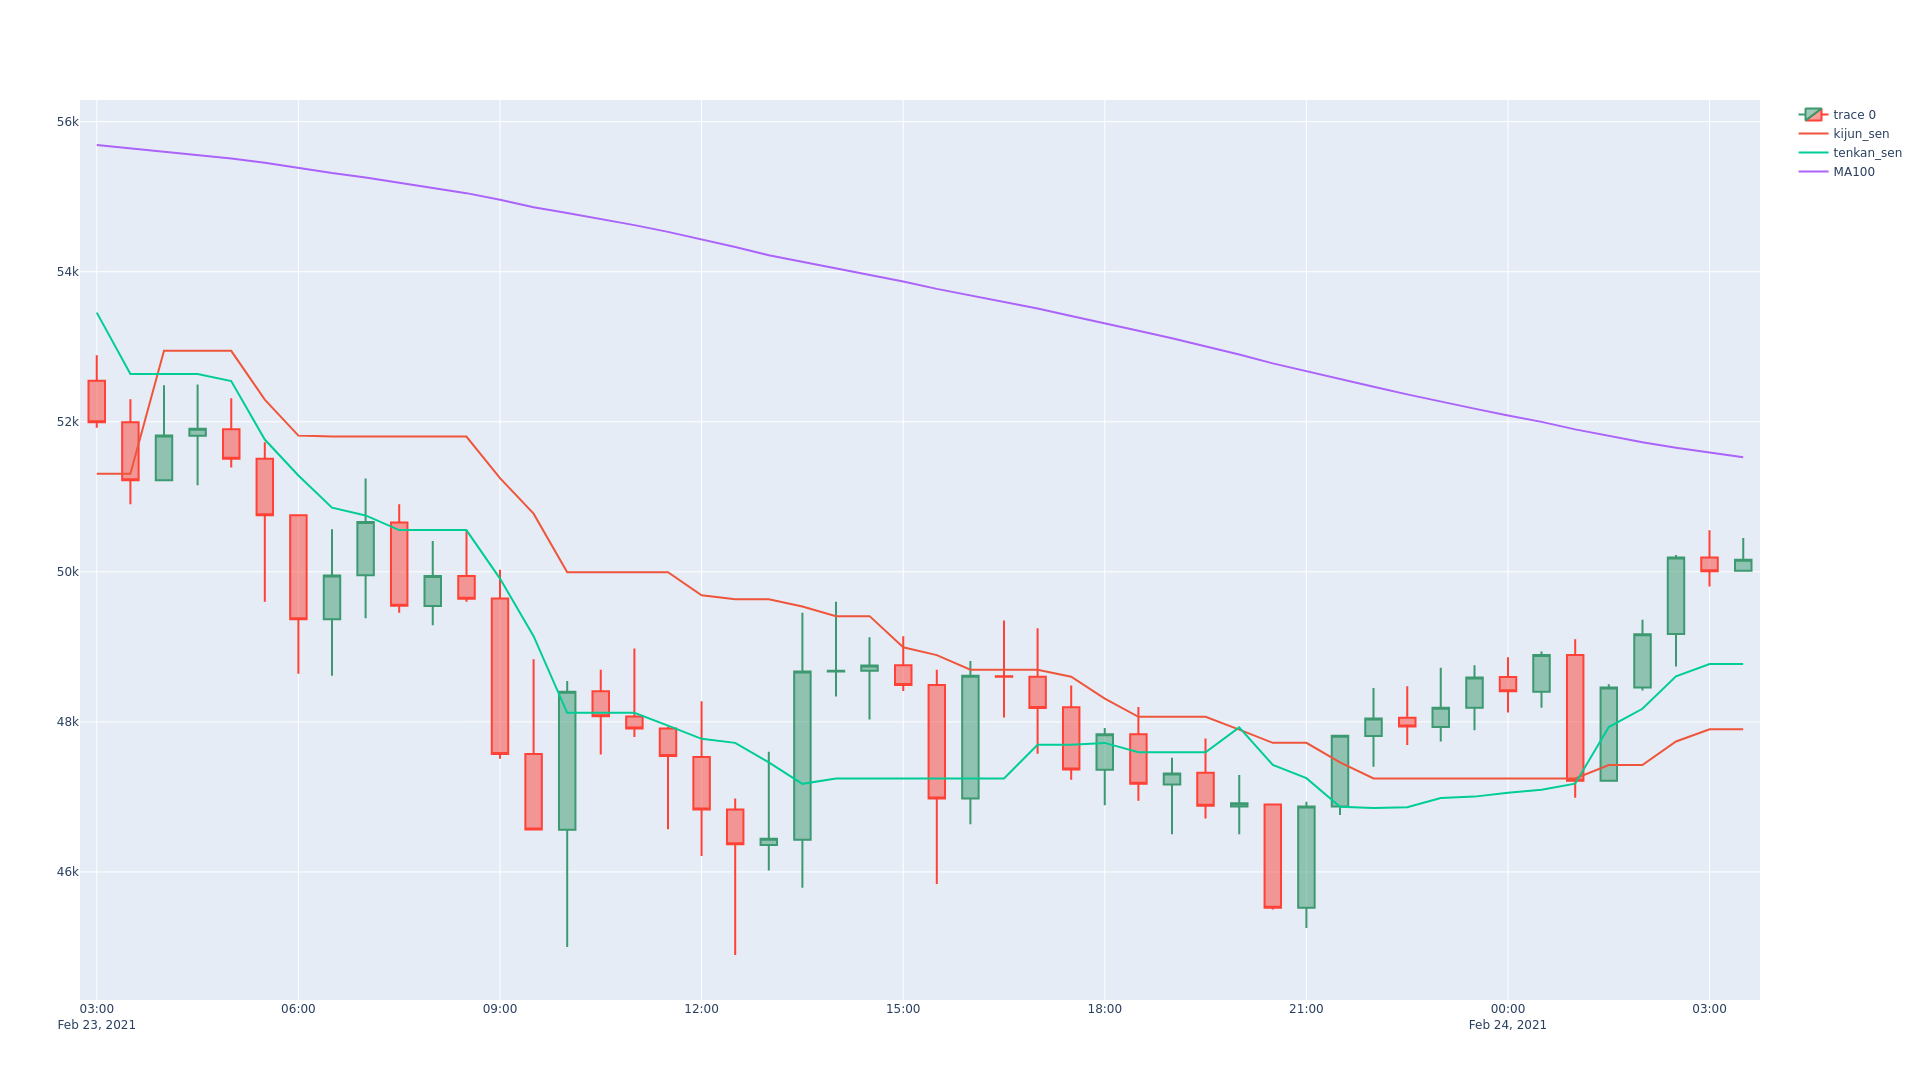 56k
54k
52k
50k
48k
46k
03:00
Feb 23, 2021
06:00
09:00
12:00
15:00
18:00
21:00
00:00
Feb 24, 2021
03:00
trace 0
kijun_sen
tenkan_sen
MA100